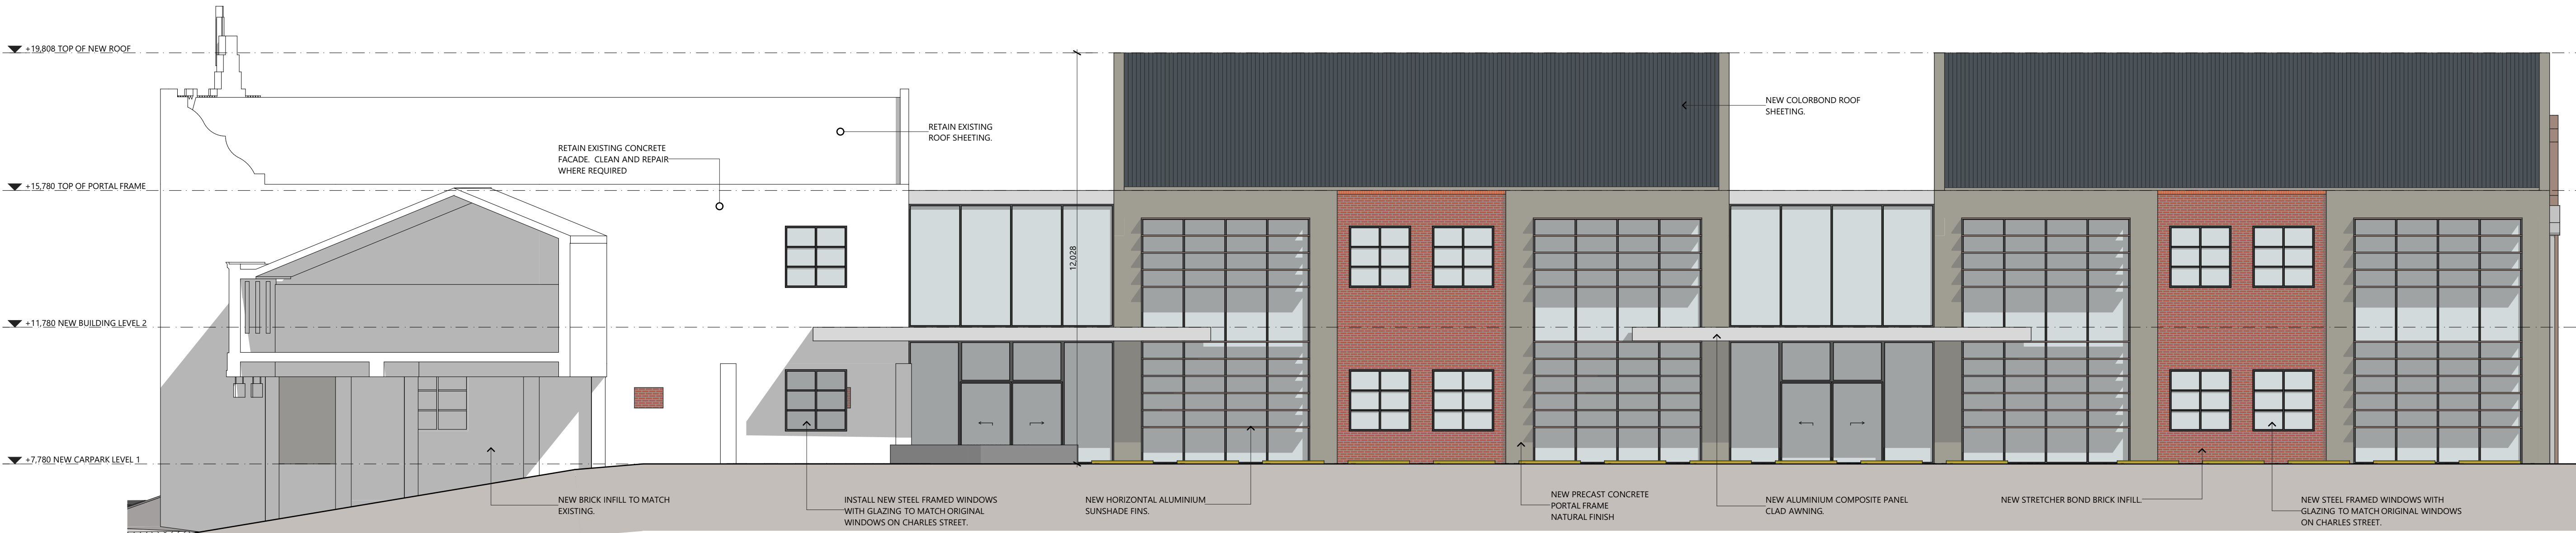 +19,808 TOP OF NEW ROOF
NEW COLORBOND ROOF
SHEETING.
RETAIN EXISTING
ROOF SHEETING.
RETAIN EXISTING CONCRETE
FACADE. CLEAN AND REPAIR
WHERE REQUIRED
+15,780 TOP OF PORTAL FRAME
12,028
+11,780 NEW BUILDING LEVEL 2
+7,780 NEW CARPARK LEVEL 1
NEW BRICK INFILL TO MATCH
EXISTING.
INSTALL NEW STEEL FRAMED WINDOWS
WITH GLAZING TO MATCH ORIGINAL
WINDOWS ON CHARLES STREET.
NEW HORIZONTAL ALUMINIUM
SUNSHADE FINS.
NEW PRECAST CONCRETE
PORTAL FRAME
NATURAL FINISH
NEW ALUMINIUM COMPOSITE PANEL
CLAD AWNING.
NEW STRETCHER BOND BRICK INFILL.
NEW STEEL FRAMED WINDOWS WITH
GLAZING TO MATCH ORIGINAL WINDOWS
ON CHARLES STREET.